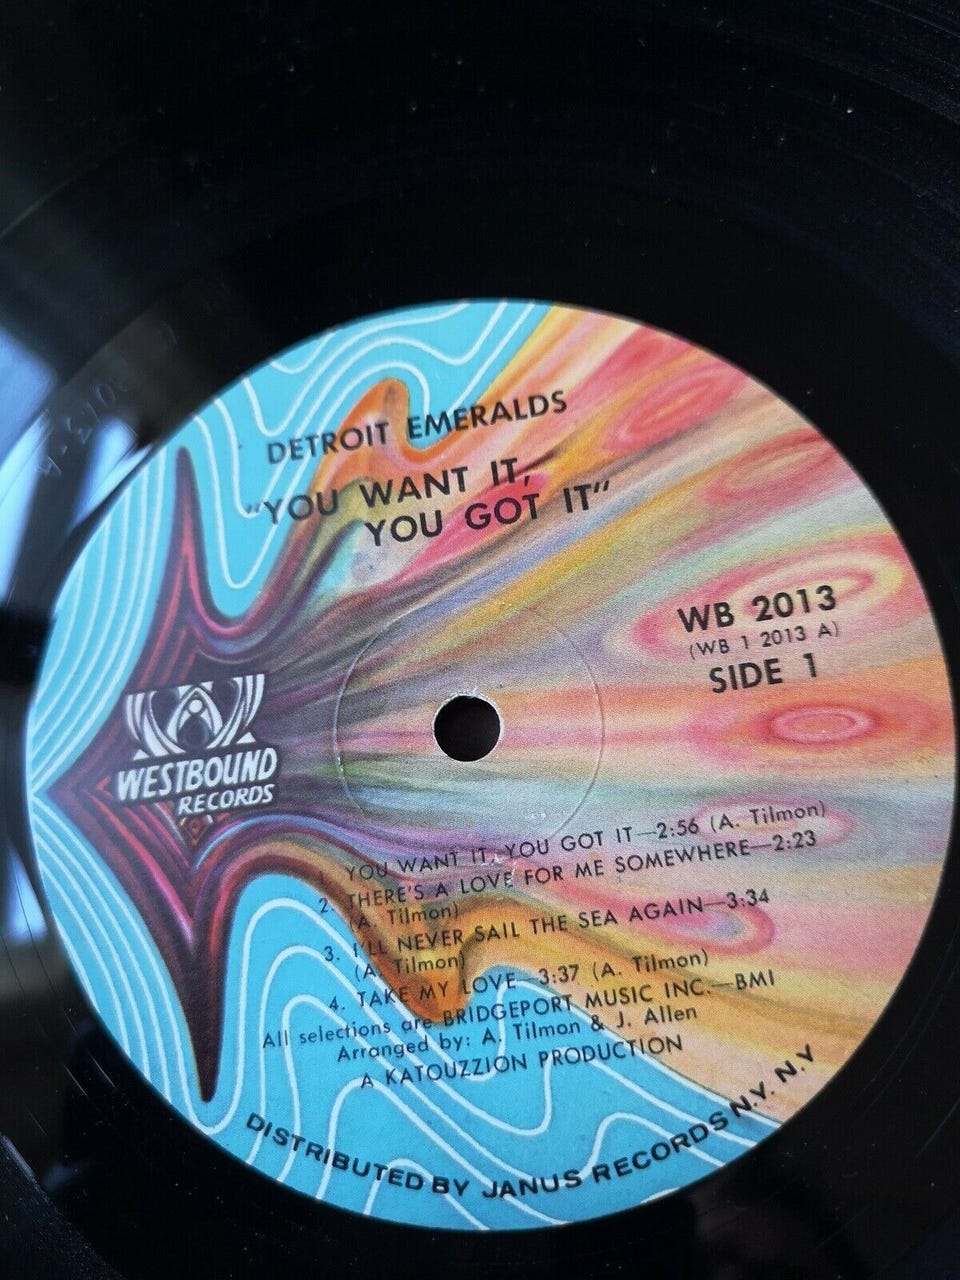 DETROIT EMERALDS
"YOU WANT IT,
YOU GOT IT"
WB 2013
(WB 1 2013 A)
SIDE 1
WESTBOUND
RECORDS
1. YOU WANT IT, YOU GOT IT—2:56 (A. Tilmon)
2. THERE'S A LOVE FOR ME SOMEWHERE—2:23
(A. Tilmon)
3. I'LL NEVER SAIL THE SEA AGAIN—3:34
(A. Tilmon)
4. TAKE MY LOVE—3:37 (A. Tilmon)
All selections are BRIDGEPORT MUSIC INC.—BMI
Arranged by: A. Tilmon & J. Allen
A KATOUZZION PRODUCTION
DISTRIBUTED BY JANUS RECORDS N.Y. N.Y